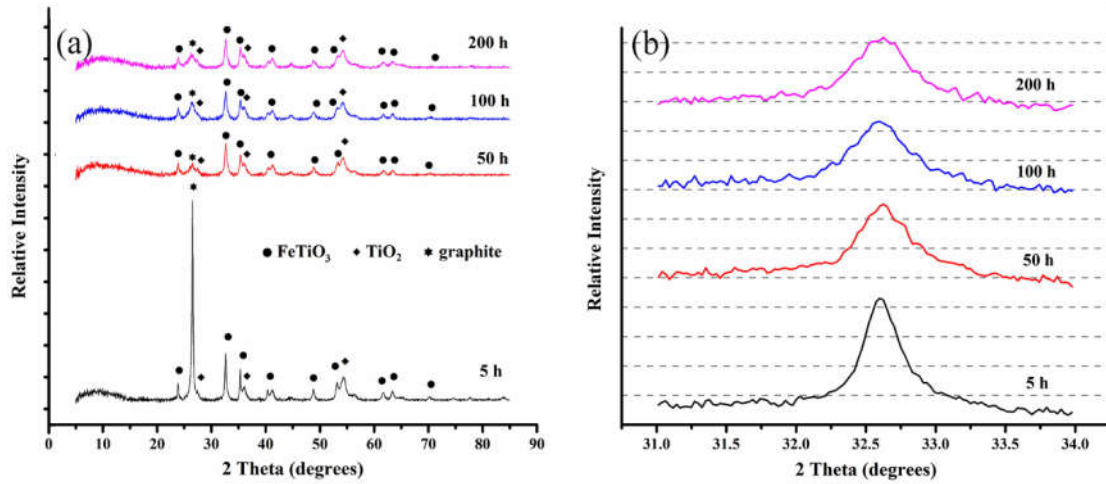 (a)
200 h
100 h
50 h
● FeTiO₃ ◆ TiO₂ ✱ graphite
5 h
Relative Intensity
0 10 20 30 40 50 60 70 80 90
2 Theta (degrees)
(b)
200 h
100 h
50 h
5 h
Relative Intensity
31.0 31.5 32.0 32.5 33.0 33.5 34.0
2 Theta (degrees)